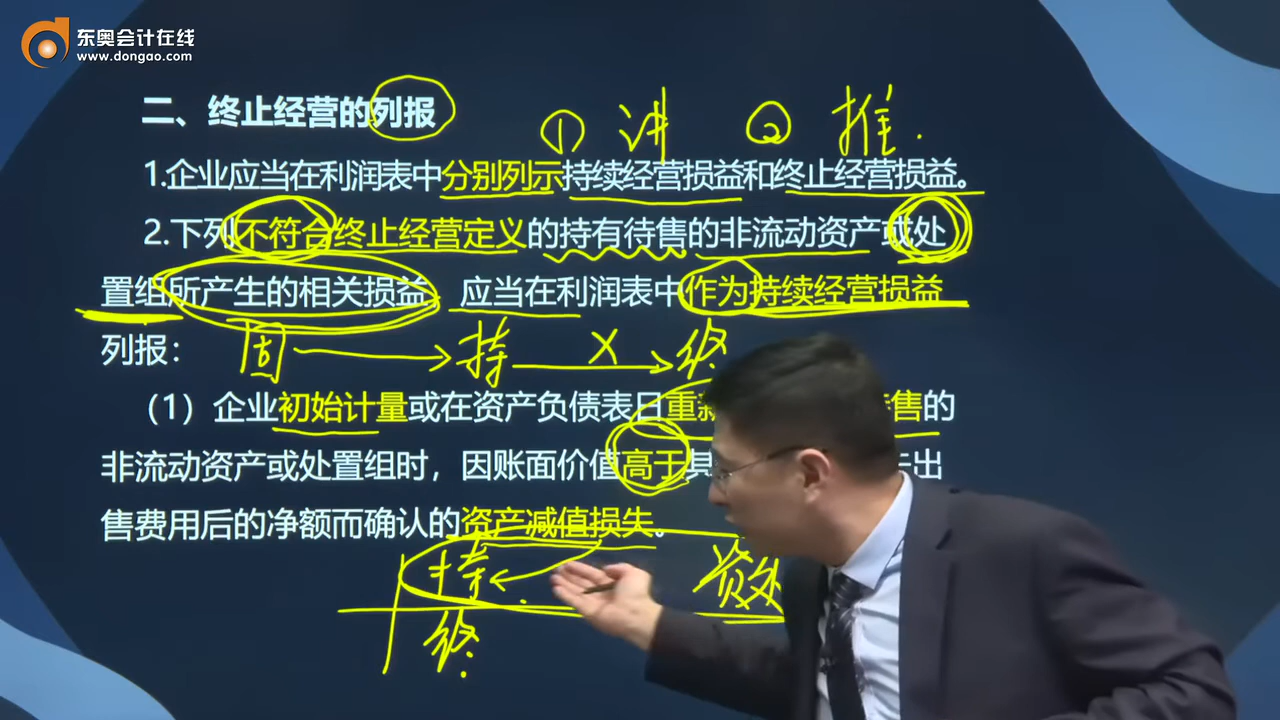 东奥会计在线
www.dongao.com
二、终止经营的列报
① 讲 ② 推.
1.企业应当在利润表中分别列示持续经营损益和终止经营损益。
2.下列不符合终止经营定义的持有待售的非流动资产或处
置组所产生的相关损益 应当在利润表中作为持续经营损益
列报：
固 持 X 终
（1）企业初始计量或在资产负债表日重 售的
非流动资产或处置组时，因账面价值高于其 去出
售费用后的净额而确认的资产减值损失。
持 资处
终